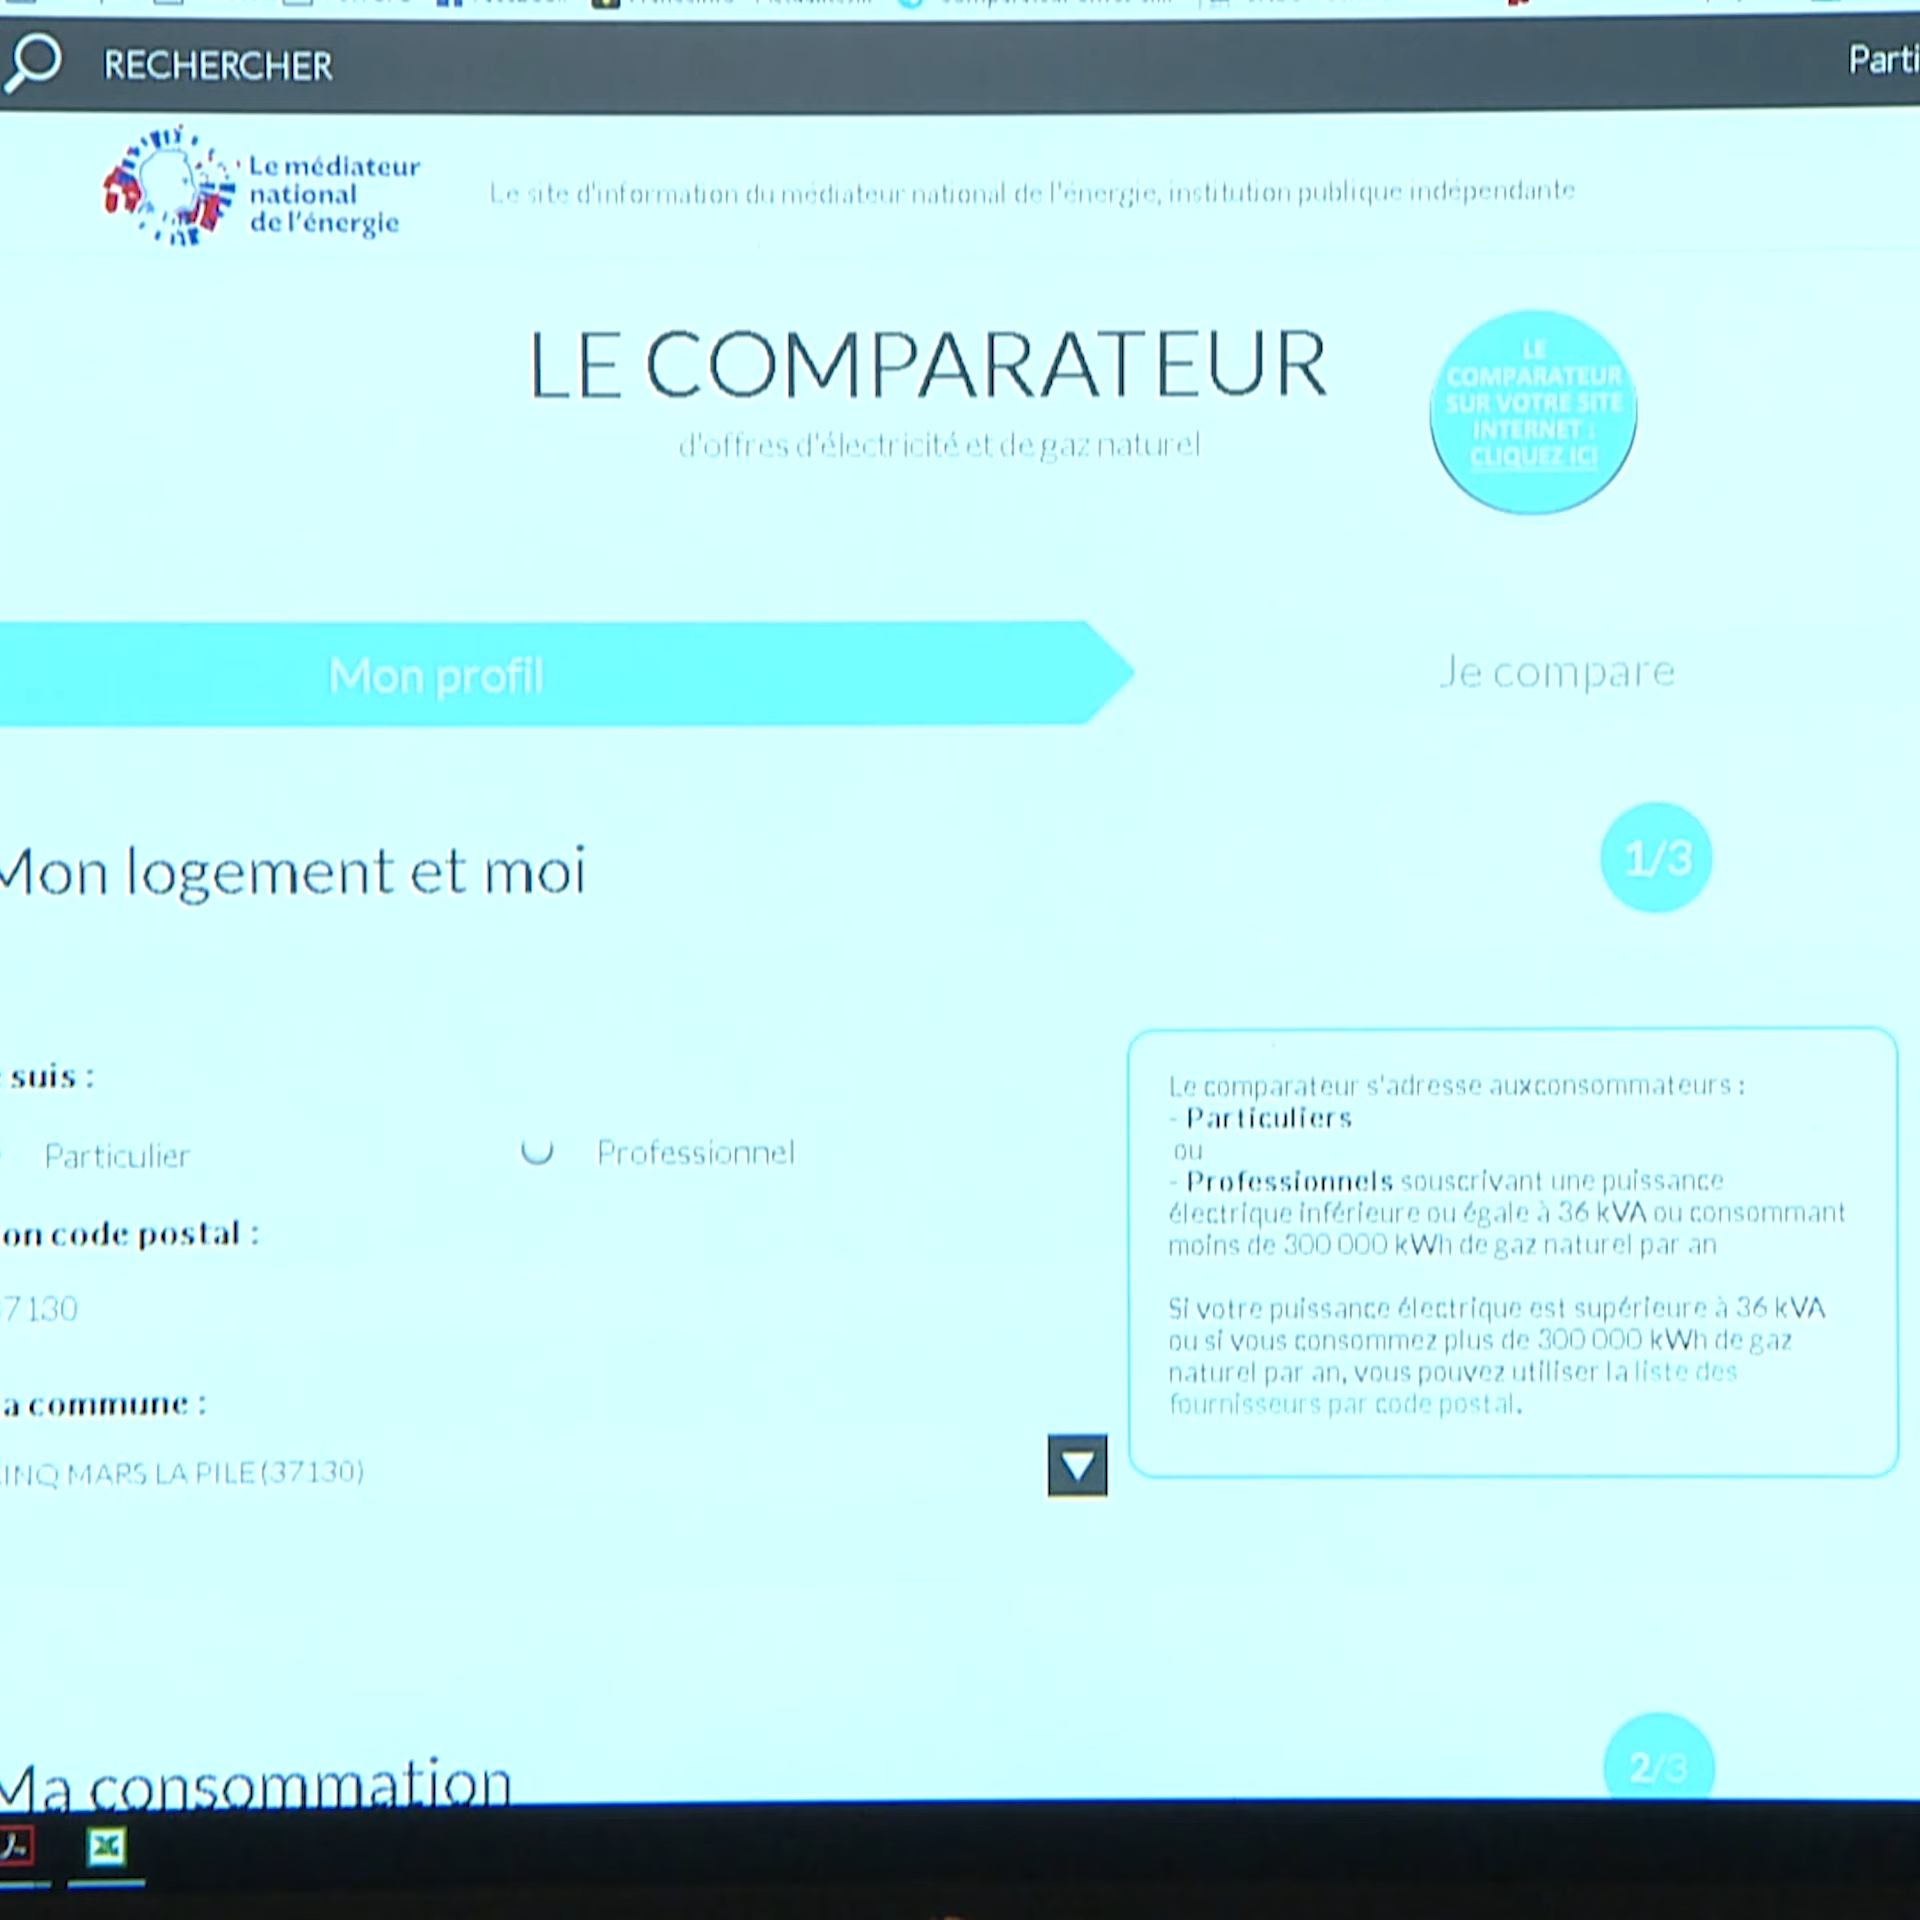 RECHERCHER
Parti
Le médiateur
national
de l'énergie
Le site d'information du médiateur national de l'énergie, institution publique indépendante
LE COMPARATEUR
d'offres d'électricité et de gaz naturel
LE
COMPARATEUR
SUR VOTRE SITE
INTERNET :
CLIQUEZ ICI
Mon profil
Je compare
Mon logement et moi
1/3
suis :
Particulier
Professionnel
on code postal :
7130
a commune :
INQ MARS LA PILE (37130)
Le comparateur s'adresse aux consommateurs :
- Particuliers
ou
- Professionnels souscrivant une puissance
électrique inférieure ou égale à 36 kVA ou consommant
moins de 300 000 kWh de gaz naturel par an
Si votre puissance électrique est supérieure à 36 kVA
ou si vous consommez plus de 300 000 kWh de gaz
naturel par an, vous pouvez utiliser la liste des
fournisseurs par code postal.
Ma consommation
2/3